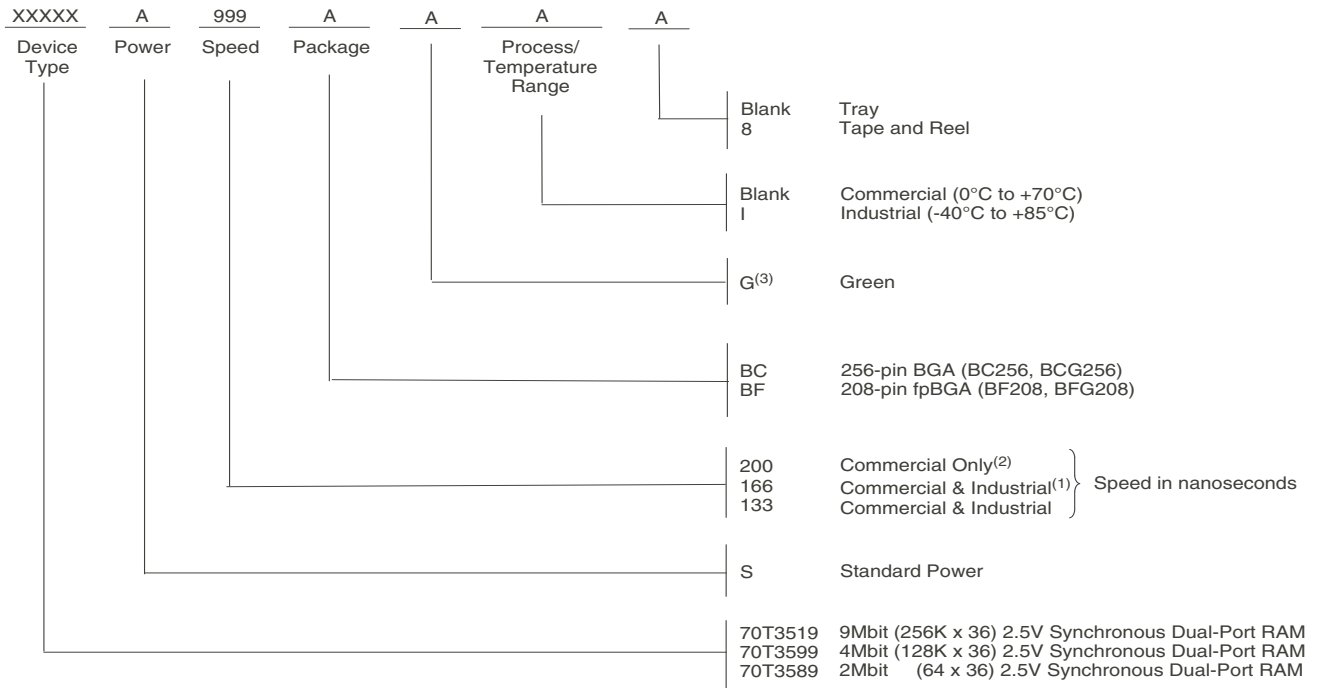 XXXXX A 999 A A A A
Device Type
Power
Speed
Package
Process/
Temperature
Range
Blank Tray
8 Tape and Reel
Blank Commercial (0°C to +70°C)
I Industrial (-40°C to +85°C)
G(3) Green
BC 256-pin BGA (BC256, BCG256)
BF 208-pin fpBGA (BF208, BFG208)
200 Commercial Only(2)
166 Commercial & Industrial(1)
133 Commercial & Industrial
Speed in nanoseconds
S Standard Power
70T3519 9Mbit (256K x 36) 2.5V Synchronous Dual-Port RAM
70T3599 4Mbit (128K x 36) 2.5V Synchronous Dual-Port RAM
70T3589 2Mbit (64 x 36) 2.5V Synchronous Dual-Port RAM